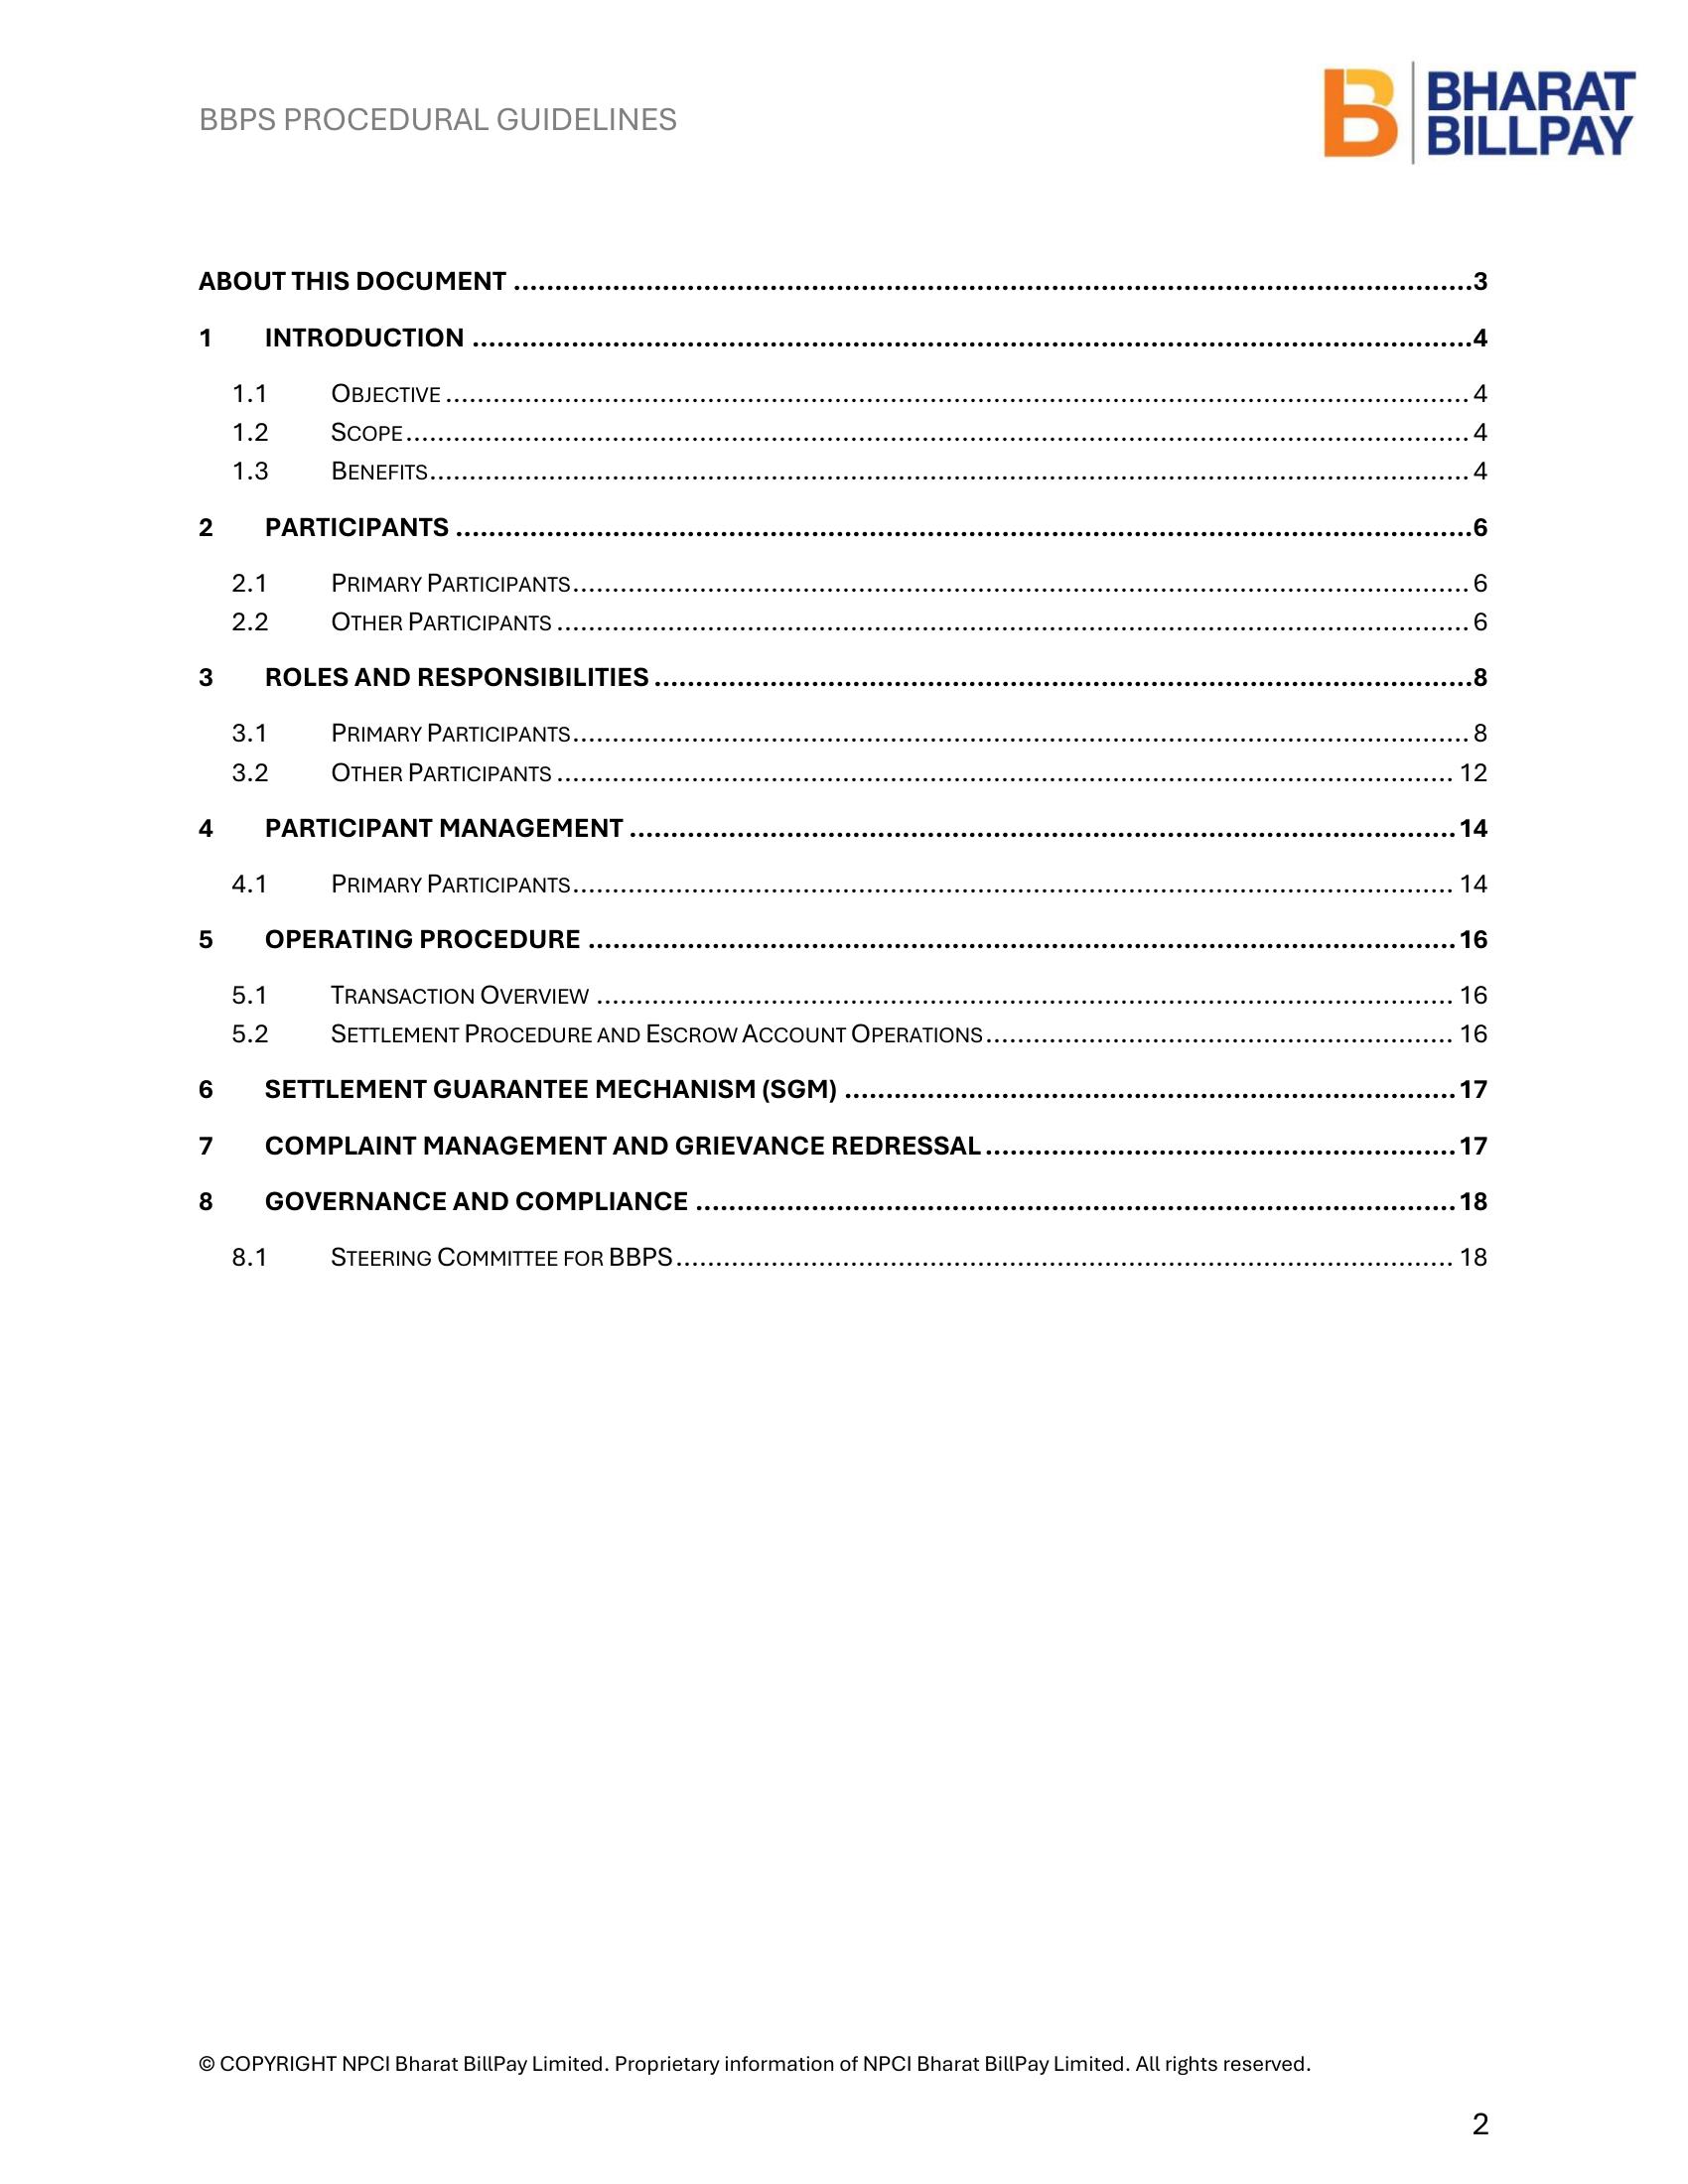 BBPS PROCEDURAL GUIDELINES
BHARAT
BILLPAY
ABOUT THIS DOCUMENT ........................................ 3
1 INTRODUCTION ........................................ 4
1.1 OBJECTIVE ........................................ 4
1.2 SCOPE ........................................ 4
1.3 BENEFITS ........................................ 4
2 PARTICIPANTS ........................................ 6
2.1 PRIMARY PARTICIPANTS ........................................ 6
2.2 OTHER PARTICIPANTS ........................................ 6
3 ROLES AND RESPONSIBILITIES ........................................ 8
3.1 PRIMARY PARTICIPANTS ........................................ 8
3.2 OTHER PARTICIPANTS ........................................ 12
4 PARTICIPANT MANAGEMENT ........................................ 14
4.1 PRIMARY PARTICIPANTS ........................................ 14
5 OPERATING PROCEDURE ........................................ 16
5.1 TRANSACTION OVERVIEW ........................................ 16
5.2 SETTLEMENT PROCEDURE AND ESCROW ACCOUNT OPERATIONS ........................................ 16
6 SETTLEMENT GUARANTEE MECHANISM (SGM) ........................................ 17
7 COMPLAINT MANAGEMENT AND GRIEVANCE REDRESSAL ........................................ 17
8 GOVERNANCE AND COMPLIANCE ........................................ 18
8.1 STEERING COMMITTEE FOR BBPS ........................................ 18
© COPYRIGHT NPCI Bharat BillPay Limited. Proprietary information of NPCI Bharat BillPay Limited. All rights reserved.
2